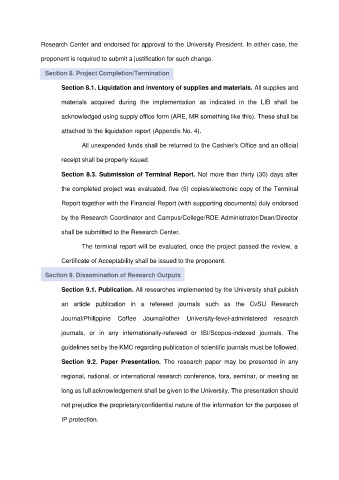 Research Center and endorsed for approval to the University President. In either case, the
proponent is required to submit a justification for such change.
Section 8. Project Completion/Termination
Section 8.1. Liquidation and inventory of supplies and materials. All supplies and
materials acquired during the implementation as indicated in the LIB shall be
acknowledged using supply office form (ARE, MR something like this). These shall be
attached to the liquidation report (Appendix No. 4).
All unexpended funds shall be returned to the Cashier's Office and an official
receipt shall be properly issued.
Section 8.3. Submission of Terminal Report. Not more than thirty (30) days after
the completed project was evaluated, five (5) copies/electronic copy of the Terminal
Report together with the Financial Report (with supporting documents) duly endorsed
by the Research Coordinator and Campus/College/RDE Administrator/Dean/Director
shall be submitted to the Research Center.
The terminal report will be evaluated, once the project passed the review, a
Certificate of Acceptability shall be issued to the proponent.
Section 9. Dissemination of Research Outputs
Section 9.1. Publication. All researches implemented by the University shall publish
an article publication in a refereed journals such as the CvSU Research
Journal/Philippine Coffee Journal/other University-level-administered research
journals, or in any internationally-refereed or ISI/Scopus-indexed journals. The
guidelines set by the KMC regarding publication of scientific journals must be followed.
Section 9.2. Paper Presentation. The research paper may be presented in any
regional, national, or international research conference, fora, seminar, or meeting as
long as full acknowledgement shall be given to the University. The presentation should
not prejudice the proprietary/confidential nature of the information for the purposes of
IP protection.